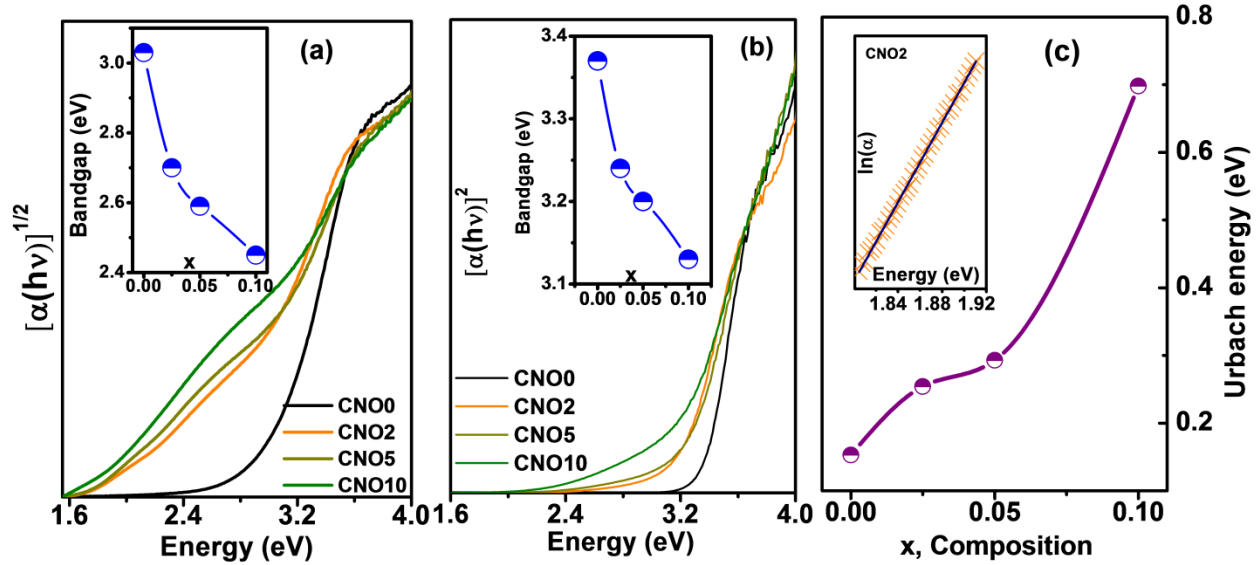 (a)
[α(hν)]^1/2
Bandgap (eV)
3.0
2.8
2.6
2.4
x
0.00 0.05 0.10
CNO0
CNO2
CNO5
CNO10
1.6 2.4 3.2 4.0
Energy (eV)
(b)
[α(hν)]^2
Bandgap (eV)
3.4
3.3
3.2
3.1
x
0.00 0.05 0.10
CNO0
CNO2
CNO5
CNO10
1.6 2.4 3.2 4.0
Energy (eV)
(c)
CNO2
ln(α)
Energy (eV)
1.84 1.88 1.92
0.8
0.6
0.4
0.2
Urbach energy (eV)
0.00 0.05 0.10
x, Composition